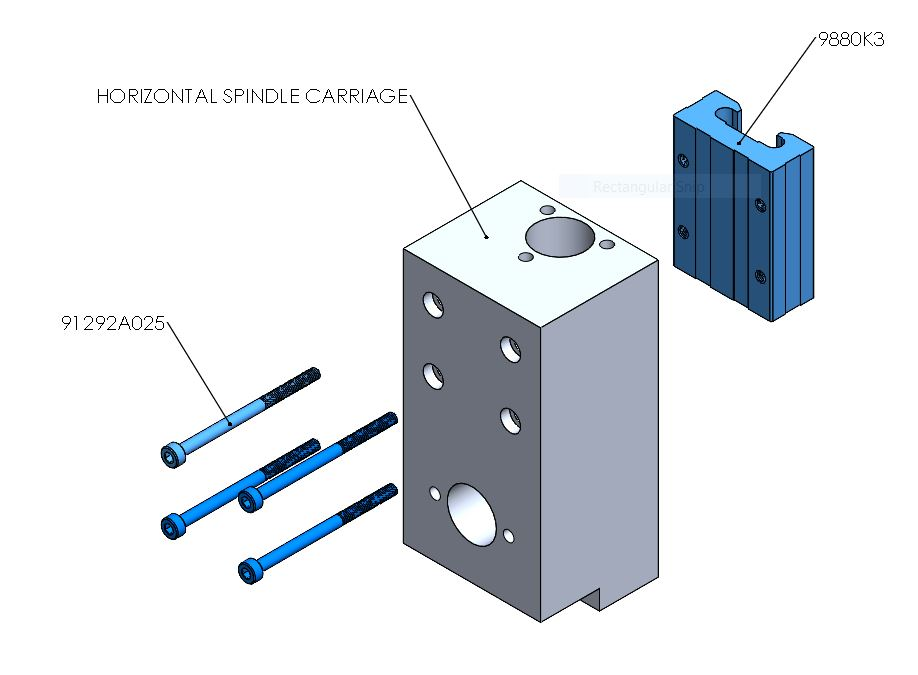 9880K3
HORIZONTAL SPINDLE CARRIAGE
Rectangular Snip
91292A025